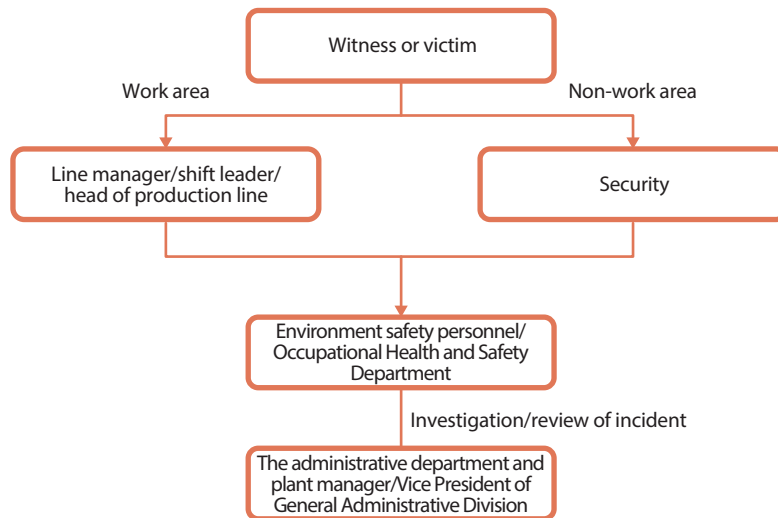 Witness or victim
Work area
Non-work area
Line manager/shift leader/
head of production line
Security
Environment safety personnel/
Occupational Health and Safety
Department
Investigation/review of incident
The administrative department and
plant manager/Vice President of
General Administrative Division